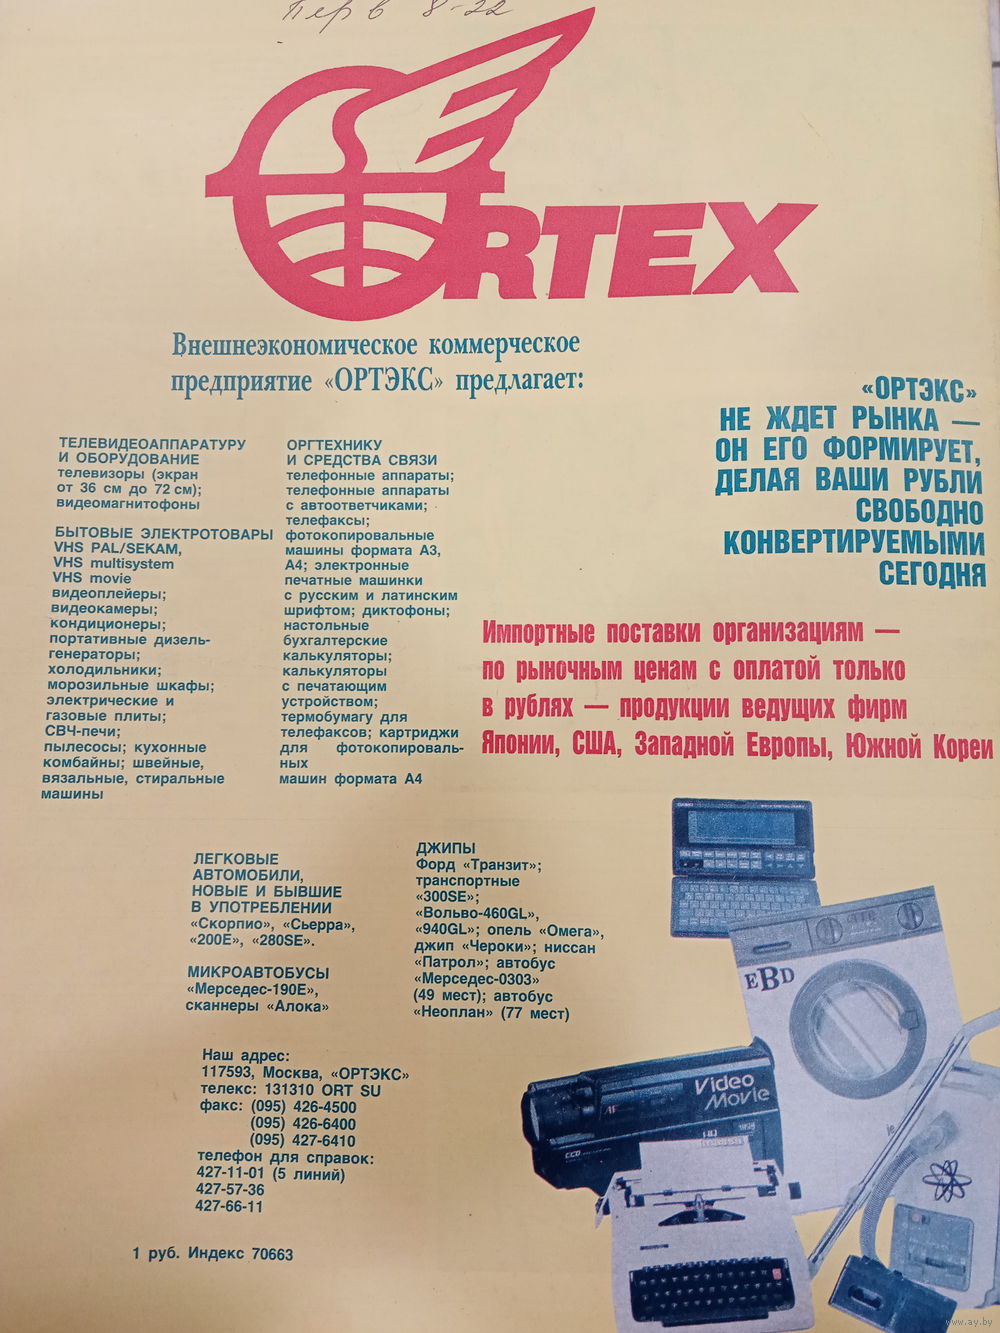 Пер в 8-22
ORTEX
Внешнеэкономическое коммерческое
предприятие «ОРТЭКС» предлагает:
«ОРТЭКС»
НЕ ЖДЕТ РЫНКА —
ОН ЕГО ФОРМИРУЕТ,
ДЕЛАЯ ВАШИ РУБЛИ
СВОБОДНО
КОНВЕРТИРУЕМЫМИ
СЕГОДНЯ
ТЕЛЕВИДЕОАППАРАТУРУ
И ОБОРУДОВАНИЕ
телевизоры (экран
от 36 см до 72 см);
видеомагнитофоны
БЫТОВЫЕ ЭЛЕКТРОТОВАРЫ
VHS PAL/SEKAM,
VHS multisystem
VHS movie
видеоплейеры;
видеокамеры;
кондиционеры;
портативные дизель-
генераторы;
холодильники;
морозильные шкафы;
электрические и
газовые плиты;
СВЧ-печи;
пылесосы; кухонные
комбайны; швейные,
вязальные, стиральные
машины
ОРГТЕХНИКУ
И СРЕДСТВА СВЯЗИ
телефонные аппараты;
телефонные аппараты
с автоответчиками;
телефаксы;
фотокопировальные
машины формата А3,
А4; электронные
печатные машинки
с русским и латинским
шрифтом; диктофоны;
настольные
бухгалтерские
калькуляторы;
калькуляторы
с печатающим
устройством;
термобумагу для
телефаксов; картриджи
для фотокопироваль-
ных
машин формата А4
Импортные поставки организациям —
по рыночным ценам с оплатой только
в рублях — продукции ведущих фирм
Японии, США, Западной Европы, Южной Кореи
ЛЕГКОВЫЕ
АВТОМОБИЛИ,
НОВЫЕ И БЫВШИЕ
В УПОТРЕБЛЕНИИ
«Скорпио», «Сьерра»,
«200Е», «280SE».
МИКРОАВТОБУСЫ
«Мерседес-190Е»,
сканнеры «Алока»
ДЖИПЫ
Форд «Транзит»;
транспортные
«300SE»;
«Вольво-460GL»,
«940GL»; опель «Омега»,
джип «Чероки»; ниссан
«Патрол»; автобус
«Мерседес-0303»
(49 мест); автобус
«Неоплан» (77 мест)
Наш адрес:
117593, Москва, «ОРТЭКС»
телекс: 131310 ORT SU
факс: (095) 426-4500
(095) 426-6400
(095) 427-6410
телефон для справок:
427-11-01 (5 линий)
427-57-36
427-66-11
1 руб. Индекс 70663
EBD
Video
Movie
AF
CCD
www.ay.by